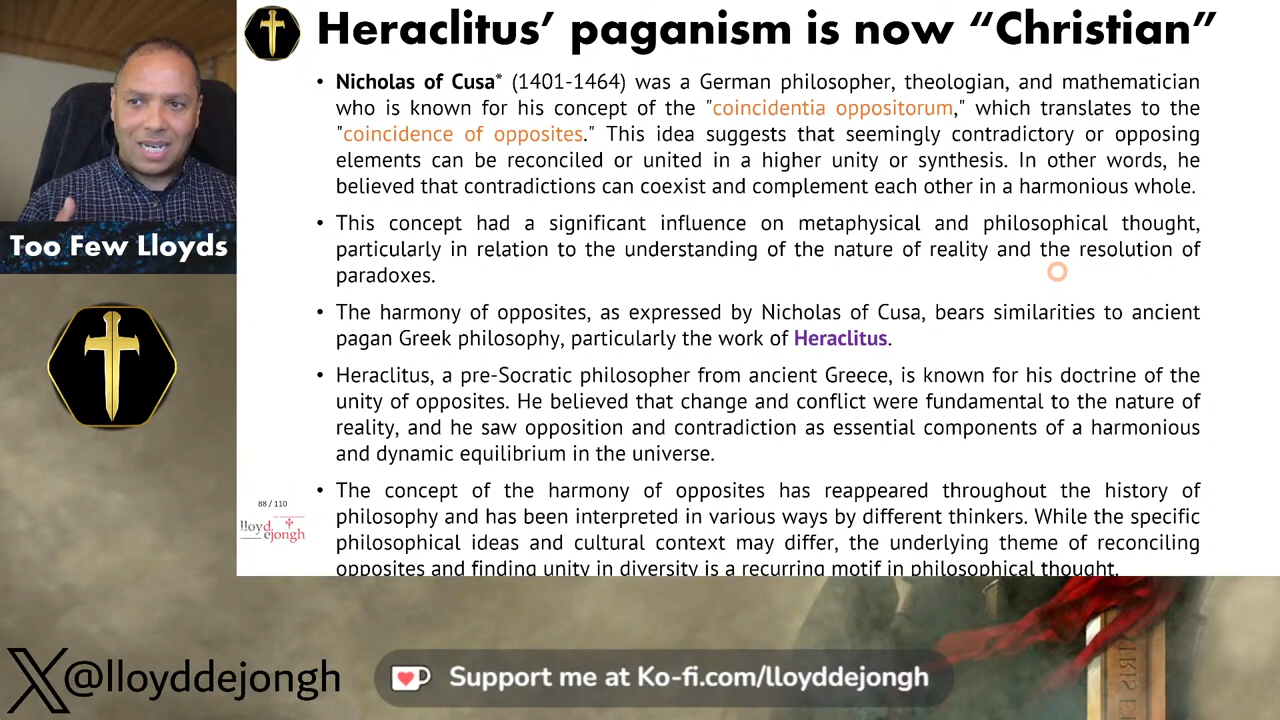 Heraclitus’ paganism is now “Christian”
• Nicholas of Cusa* (1401-1464) was a German philosopher, theologian, and mathematician
who is known for his concept of the "coincidentia oppositorum," which translates to the
"coincidence of opposites." This idea suggests that seemingly contradictory or opposing
elements can be reconciled or united in a higher unity or synthesis. In other words, he
believed that contradictions can coexist and complement each other in a harmonious whole.
• This concept had a significant influence on metaphysical and philosophical thought,
particularly in relation to the understanding of the nature of reality and the resolution of
paradoxes.
• The harmony of opposites, as expressed by Nicholas of Cusa, bears similarities to ancient
pagan Greek philosophy, particularly the work of Heraclitus.
• Heraclitus, a pre-Socratic philosopher from ancient Greece, is known for his doctrine of the
unity of opposites. He believed that change and conflict were fundamental to the nature of
reality, and he saw opposition and contradiction as essential components of a harmonious
and dynamic equilibrium in the universe.
• The concept of the harmony of opposites has reappeared throughout the history of
philosophy and has been interpreted in various ways by different thinkers. While the specific
philosophical ideas and cultural context may differ, the underlying theme of reconciling
opposites and finding unity in diversity is a recurring motif in philosophical thought.
Too Few Lloyds
88 / 110
lloyd
dejongh
X@lloyddejongh
Support me at Ko-fi.com/lloyddejongh